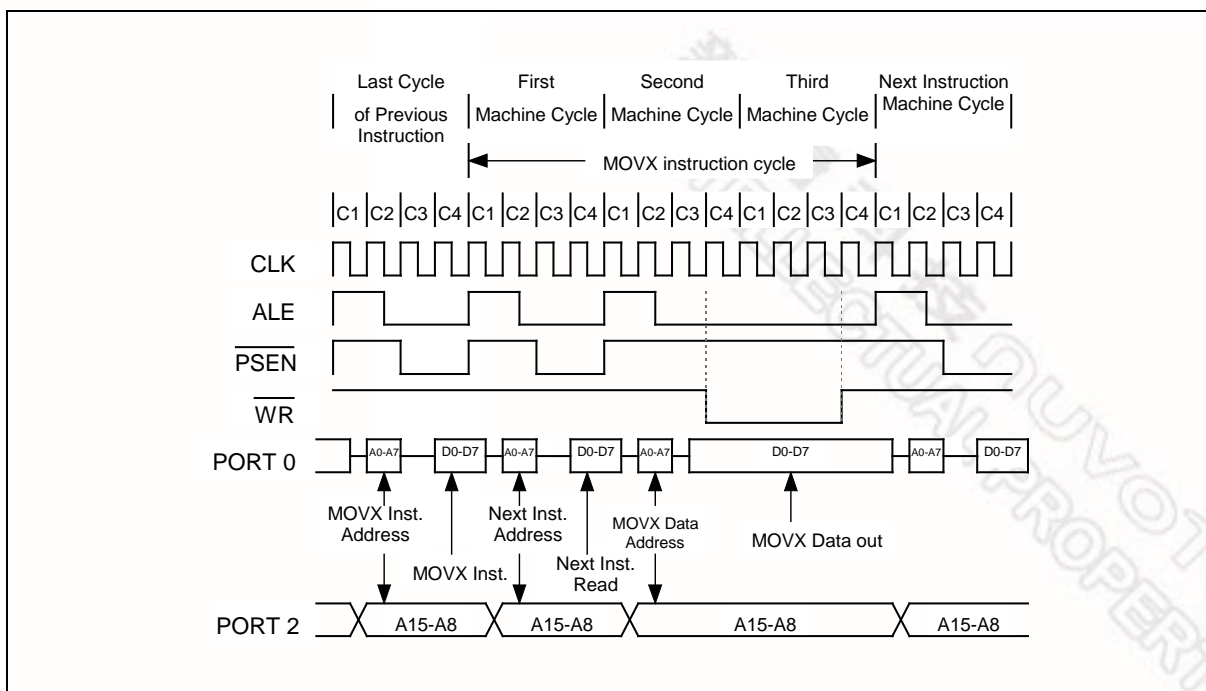 Last Cycle
of Previous
Instruction
First
Machine Cycle
Second
Machine Cycle
Third
Machine Cycle
Next Instruction
Machine Cycle
MOVX instruction cycle
C1 C2 C3 C4 C1 C2 C3 C4 C1 C2 C3 C4 C1 C2 C3 C4 C1 C2 C3 C4
CLK
ALE
PSEN
WR
PORT 0
A0-A7 D0-D7 A0-A7 D0-D7 A0-A7 D0-D7 A0-A7 D0-D7
MOVX Inst.
Address
MOVX Inst.
Next Inst.
Address
Next Inst.
Read
MOVX Data
Address
MOVX Data out
PORT 2
A15-A8 A15-A8 A15-A8 A15-A8